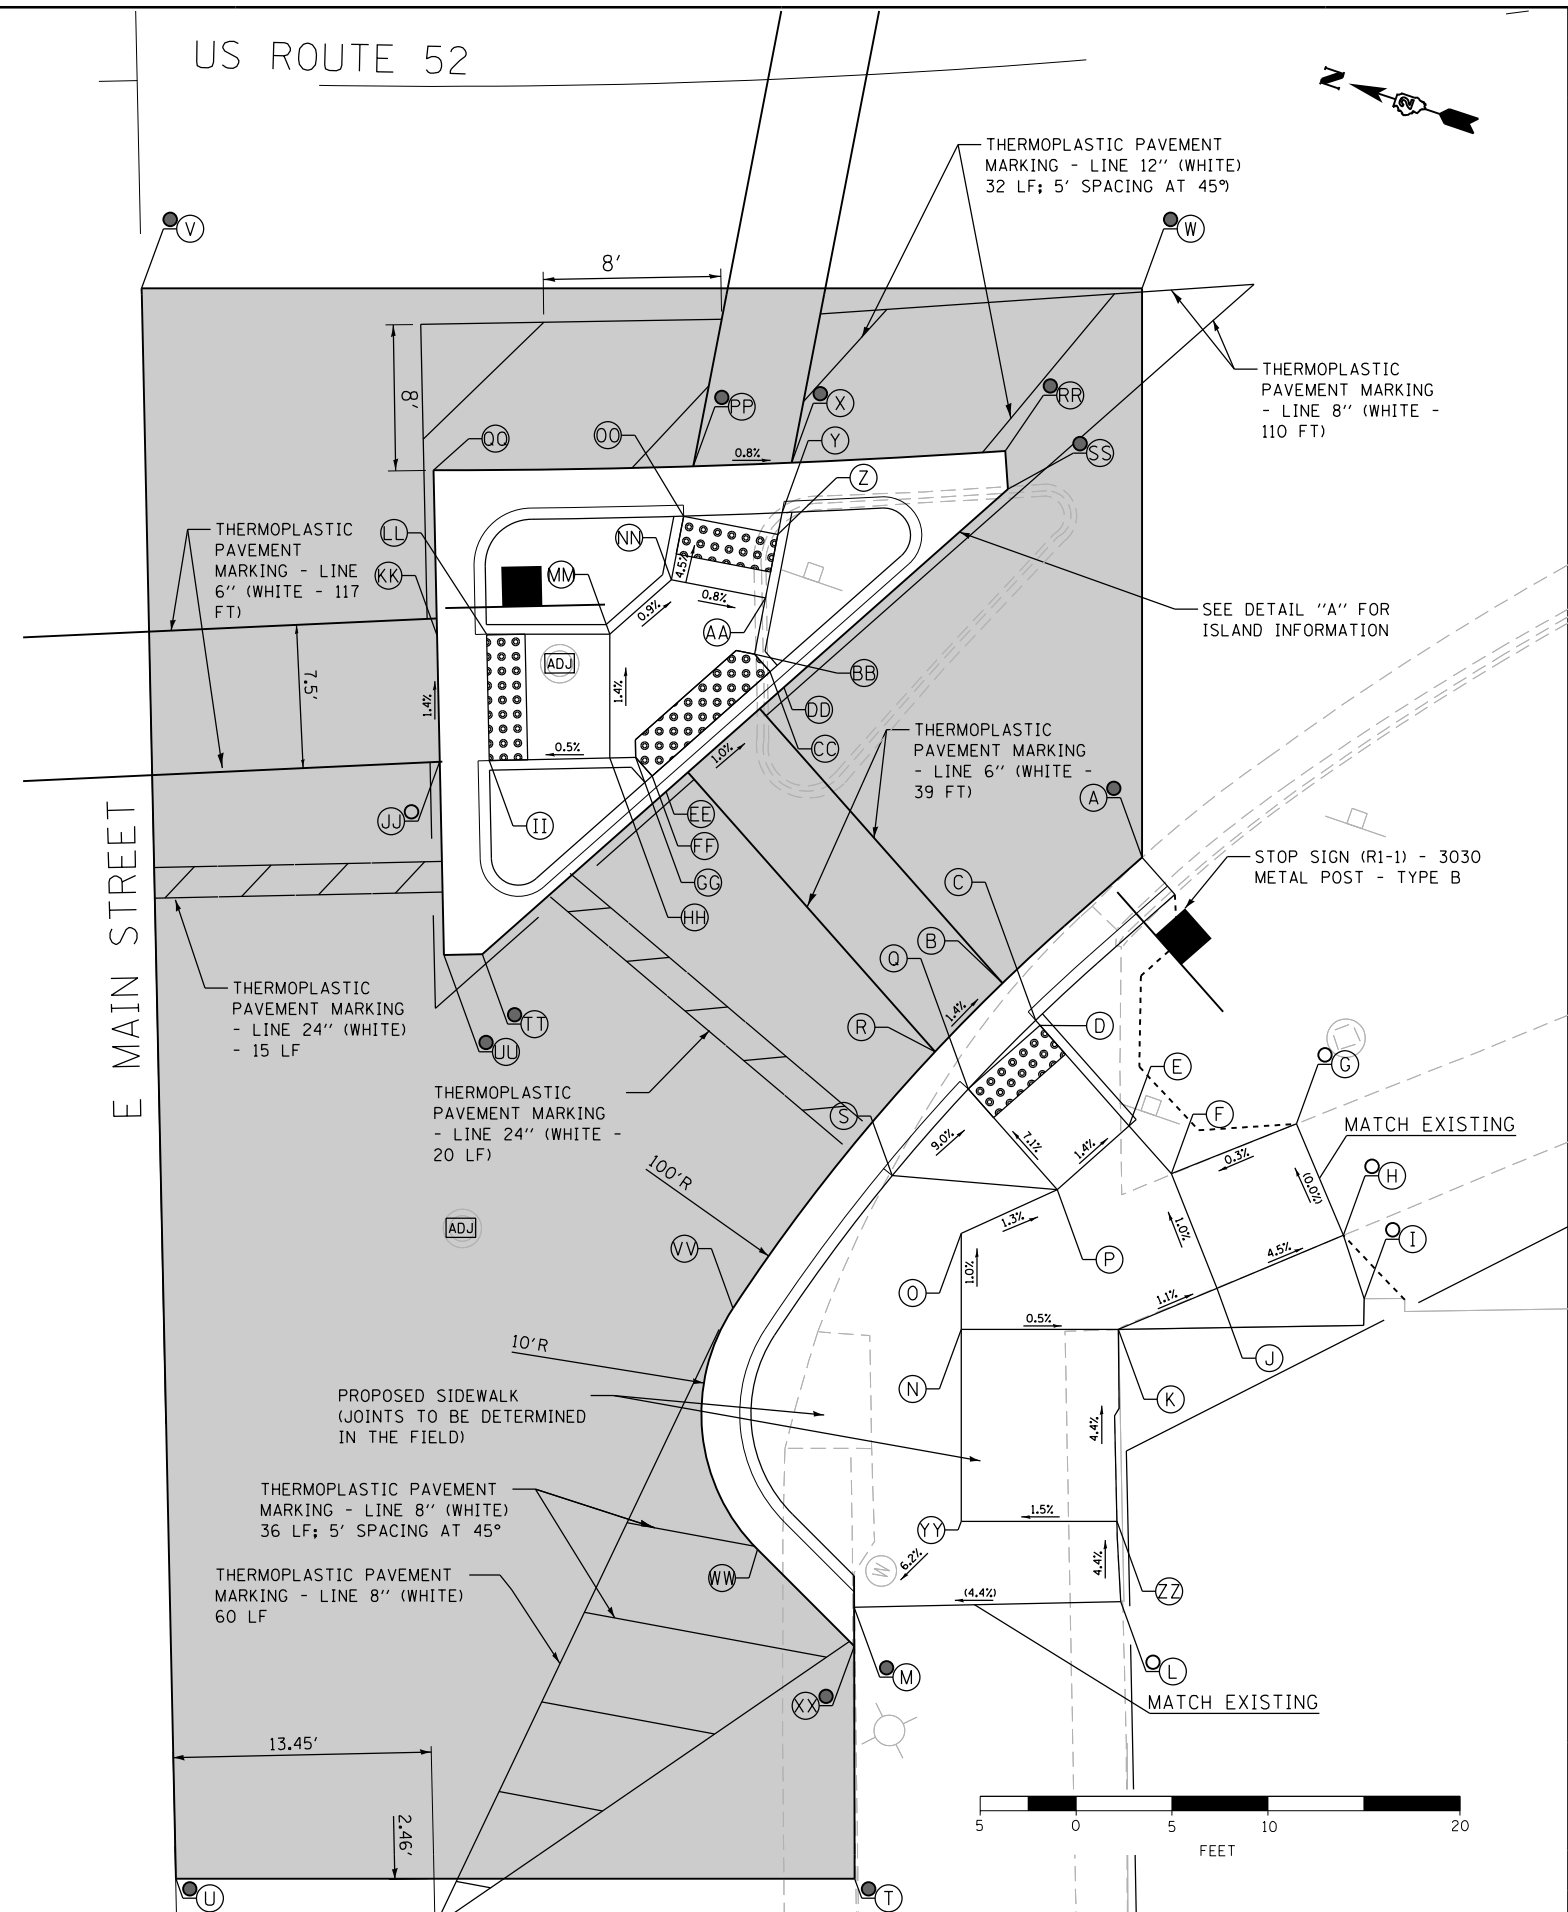 US ROUTE 52
N
2
THERMOPLASTIC PAVEMENT
MARKING - LINE 12'' (WHITE)
32 LF; 5' SPACING AT 45°)
V
W
8'
8'
THERMOPLASTIC
PAVEMENT MARKING
- LINE 8'' (WHITE -
110 FT)
PP
X
RR
QQ
OO
Y
SS
0.8%
Z
THERMOPLASTIC
PAVEMENT
MARKING - LINE
6'' (WHITE - 117
FT)
LL
NN
KK
MM
4.5%
0.8%
0.9%
SEE DETAIL "A" FOR
ISLAND INFORMATION
AA
ADJ
BB
7.5'
1.4%
1.4%
DD
0.5%
1.0%
CC
THERMOPLASTIC
PAVEMENT MARKING
- LINE 6'' (WHITE -
39 FT)
A
JJ
II
EE
FF
GG
HH
E MAIN STREET
STOP SIGN (R1-1) - 3030
METAL POST - TYPE B
C
B
Q
THERMOPLASTIC
PAVEMENT MARKING
- LINE 24'' (WHITE)
- 15 LF
TT
UU
R
1.4%
D
E
G
THERMOPLASTIC
PAVEMENT MARKING
- LINE 24'' (WHITE -
20 LF)
S
F
MATCH EXISTING
9.0%
7.1%
1.4%
0.3%
(0.0%)
H
100'R
1.3%
1.0%
I
VV
P
4.5%
O
1.0%
1.1%
ADJ
0.5%
10'R
J
N
K
PROPOSED SIDEWALK
(JOINTS TO BE DETERMINED
IN THE FIELD)
4.4%
THERMOPLASTIC PAVEMENT
MARKING - LINE 8'' (WHITE)
36 LF; 5' SPACING AT 45°
1.5%
YY
W
6.2%
4.4%
THERMOPLASTIC PAVEMENT
MARKING - LINE 8'' (WHITE)
60 LF
WW
(4.4%)
ZZ
M
L
XX
MATCH EXISTING
13.45'
2.46'
5 0 5 10 20
FEET
U
T